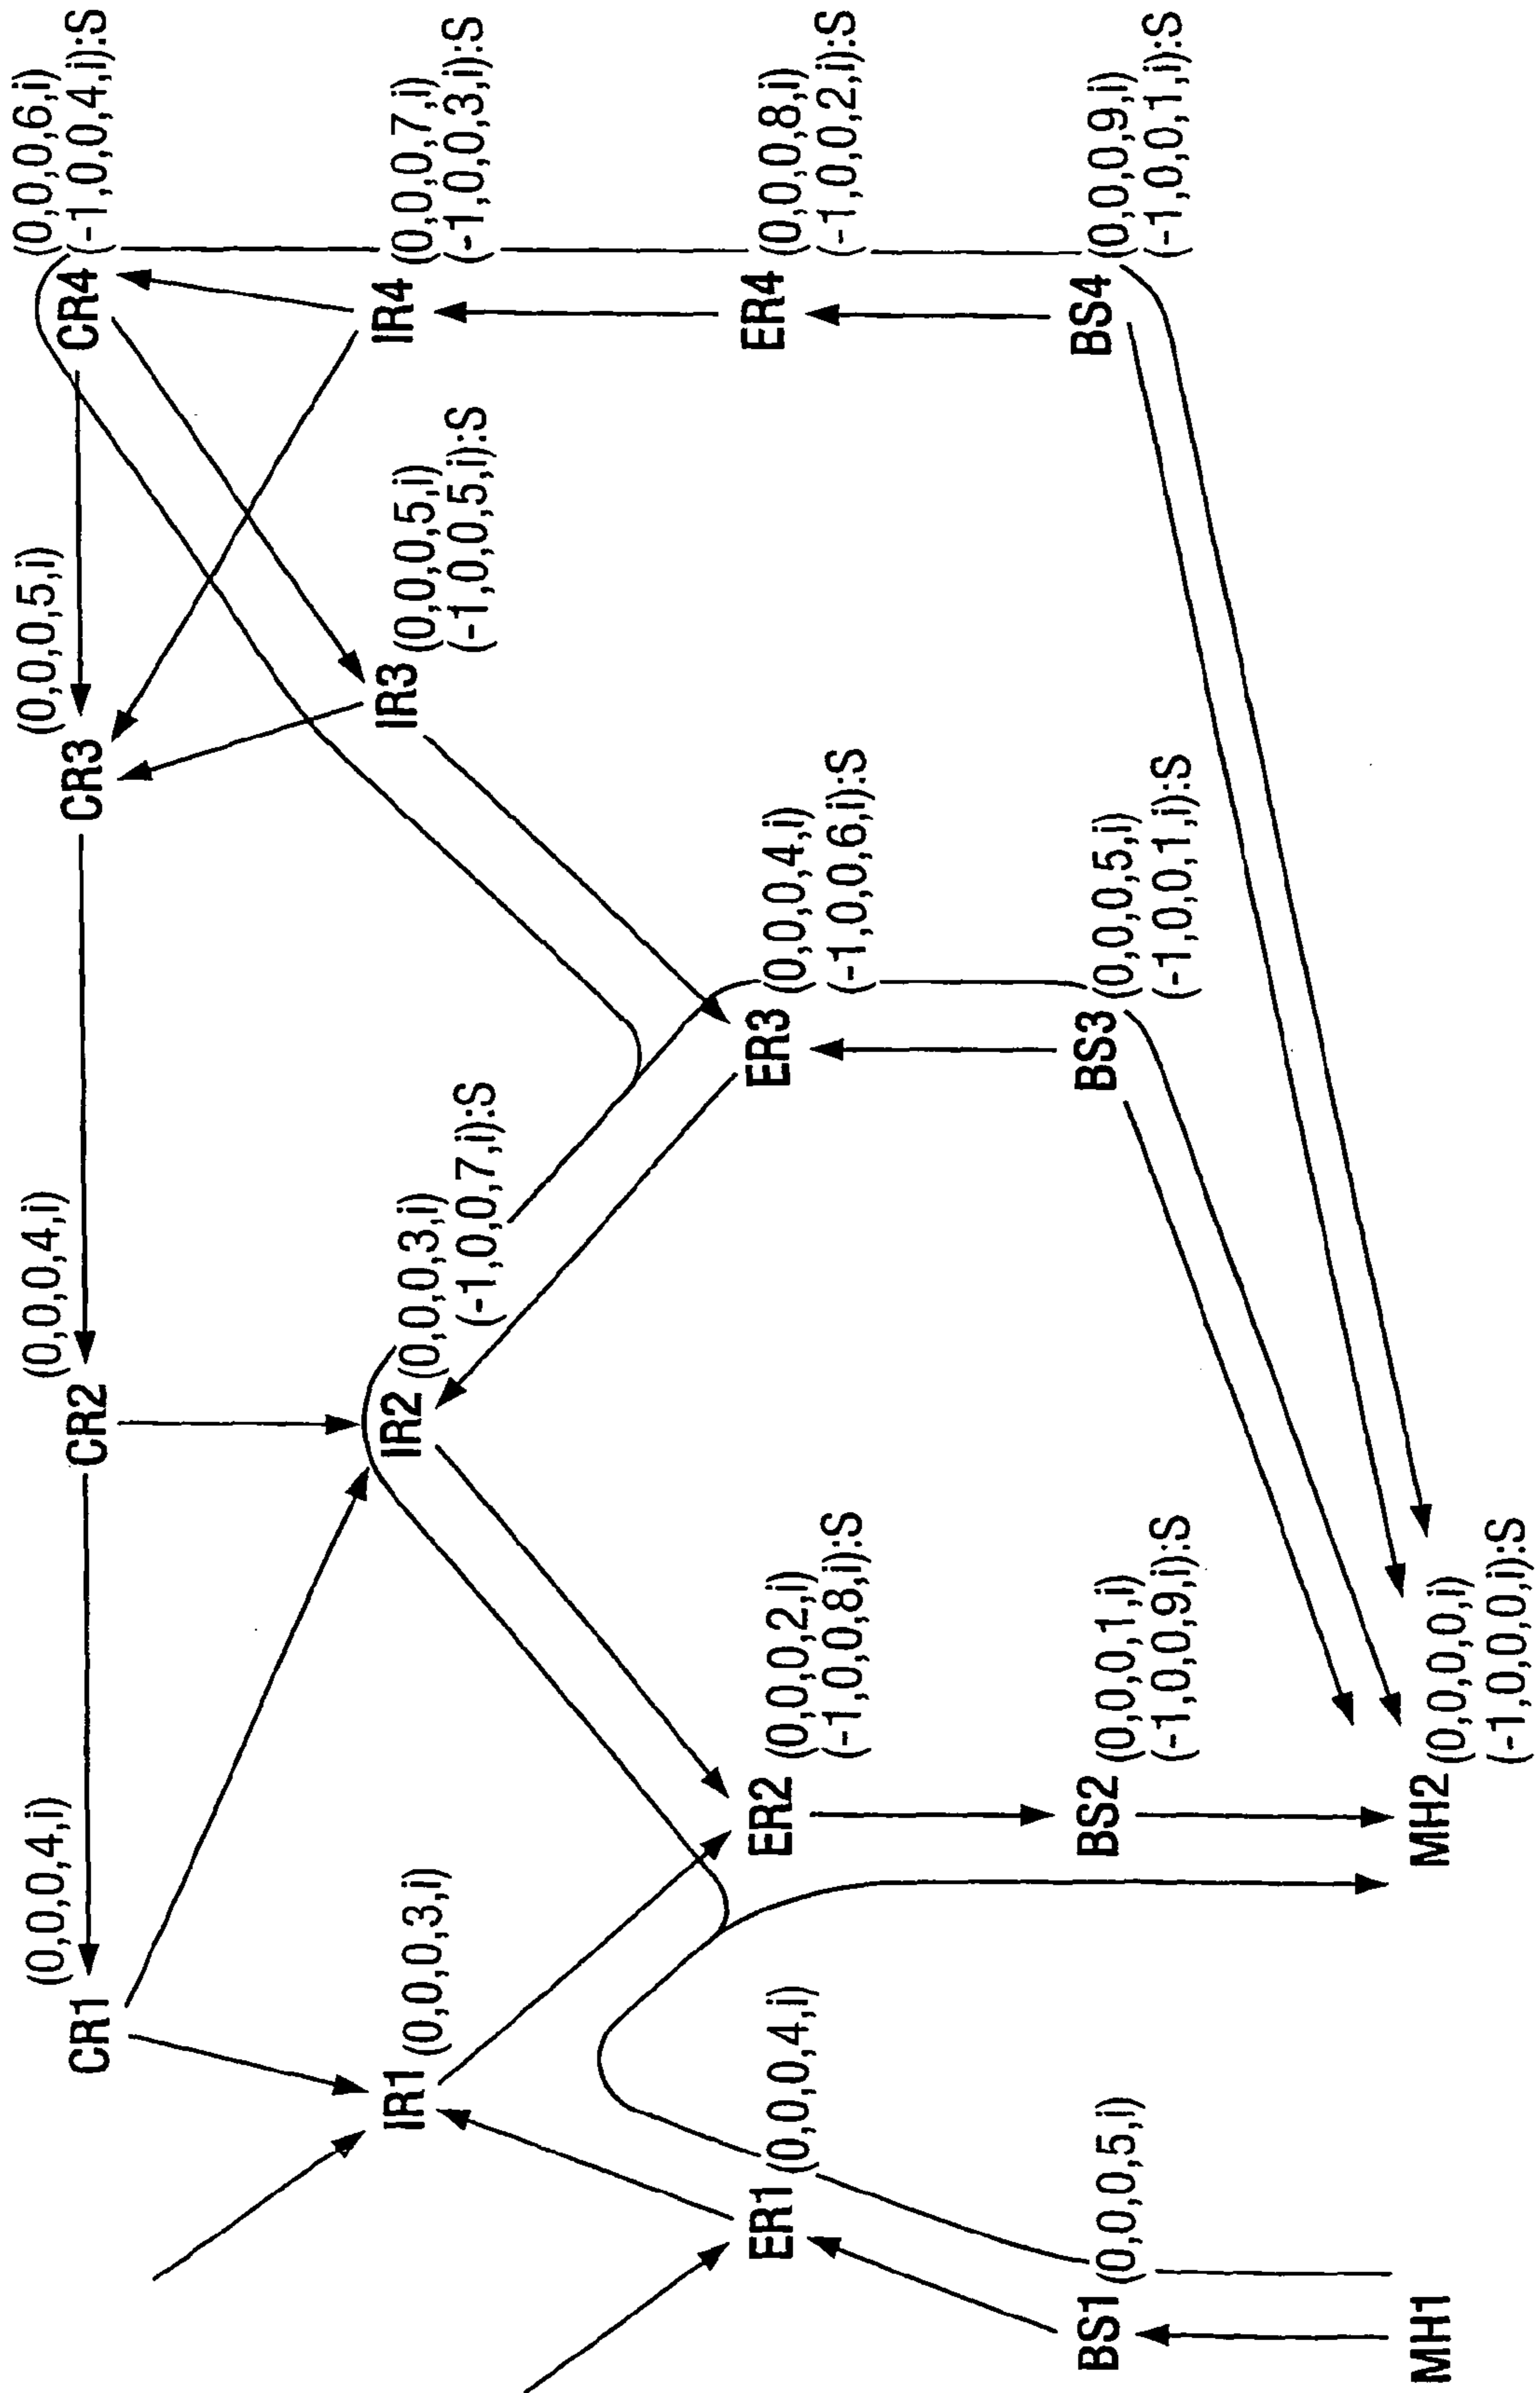 CR1
(0,0,0,4,i)
CR2
(0,0,0,4,i)
CR3
(0,0,0,5,i)
CR4
(0,0,0,6,i)
(-1,0,0,4,i):S
IR1
(0,0,0,3,i)
IR2
(0,0,0,3,i)
(-1,0,0,7,i):S
IR3
(0,0,0,5,i)
(-1,0,0,5,i):S
IR4
(0,0,0,7,i)
(-1,0,0,3,i):S
ER1
(0,0,0,4,i)
ER2
(0,0,0,2,i)
(-1,0,0,8,i):S
ER3
(0,0,0,4,i)
(-1,0,0,6,i):S
ER4
(0,0,0,8,i)
(-1,0,0,2,i):S
BS1
(0,0,0,5,i)
BS2
(0,0,0,1,i)
(-1,0,0,9,i):S
BS3
(0,0,0,5,i)
(-1,0,0,1,i):S
BS4
(0,0,0,9,i)
(-1,0,0,1,i):S
MH1
MH2
(0,0,0,0,i)
(-1,0,0,0,i):S